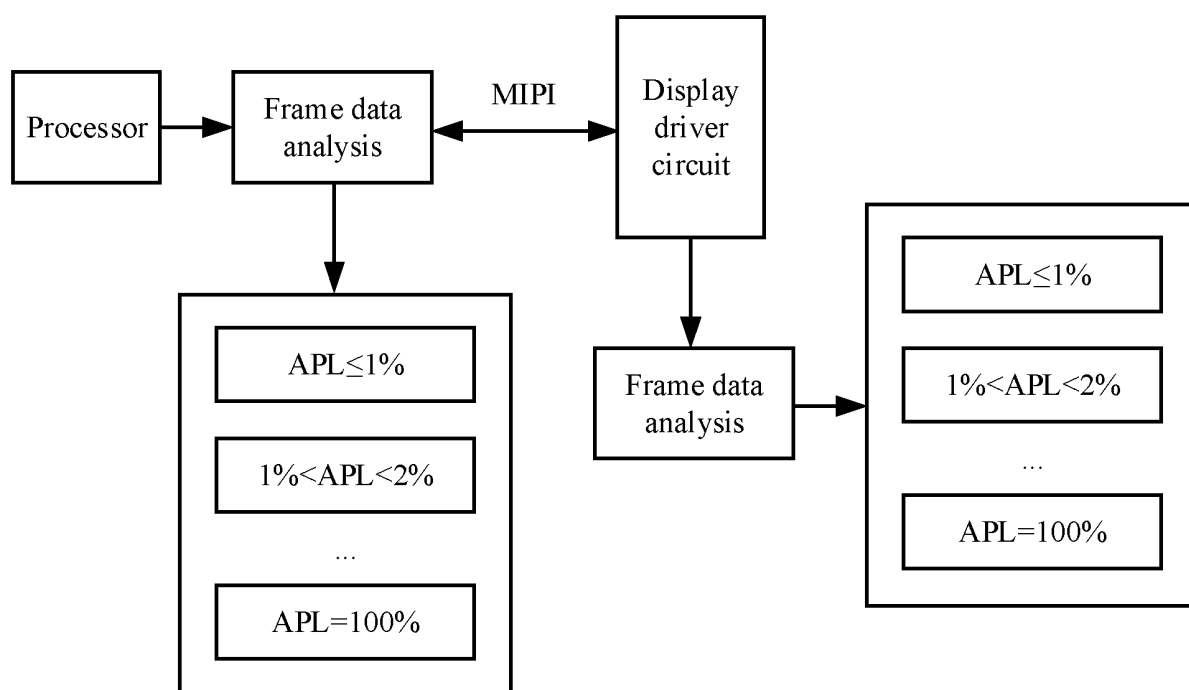 Processor
Frame data
analysis
MIPI
Display
driver
circuit
APL≤1%
1%<APL<2%
...
APL=100%
Frame data
analysis
APL≤1%
1%<APL<2%
...
APL=100%